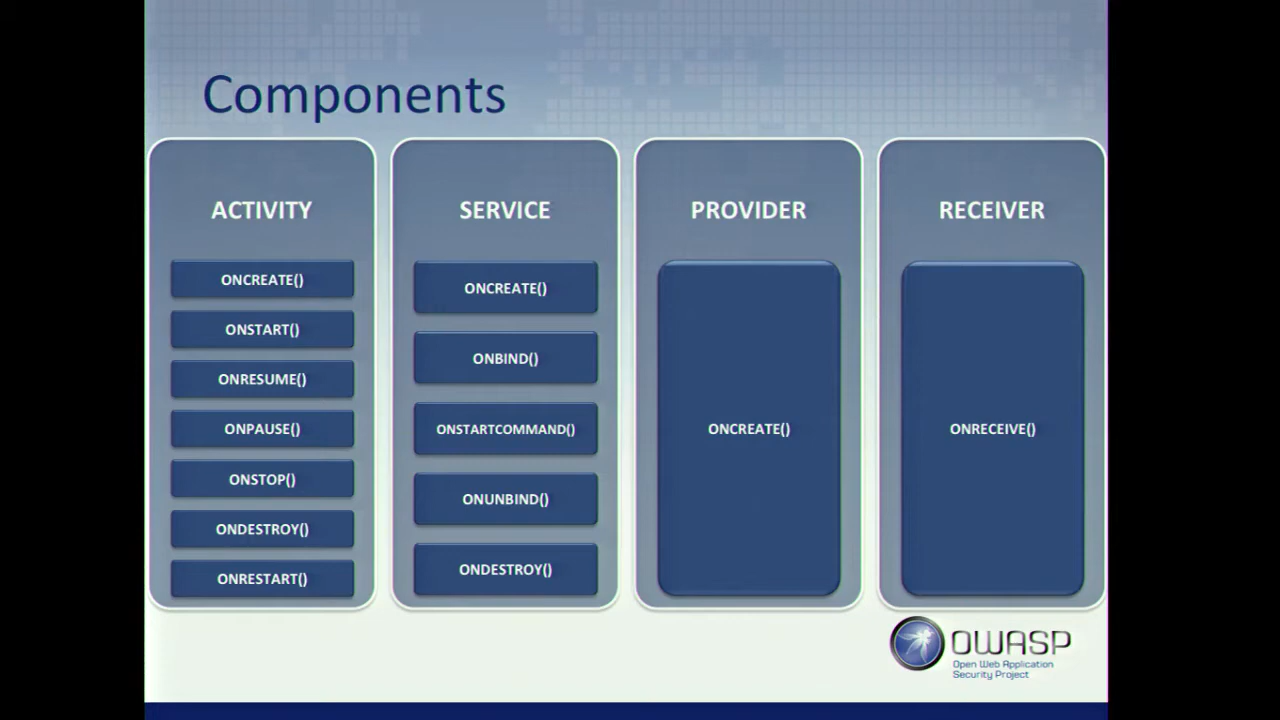 Components
ACTIVITY
ONCREATE()
ONSTART()
ONRESUME()
ONPAUSE()
ONSTOP()
ONDESTROY()
ONRESTART()
SERVICE
ONCREATE()
ONBIND()
ONSTARTCOMMAND()
ONUNBIND()
ONDESTROY()
PROVIDER
ONCREATE()
RECEIVER
ONRECEIVE()
OWASP
Open Web Application
Security Project